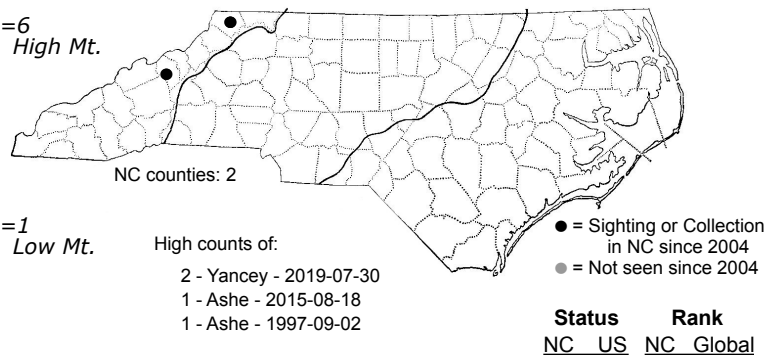 =6
High Mt.
NC counties: 2
=1
Low Mt.
High counts of:
2 - Yancey - 2019-07-30
1 - Ashe - 2015-08-18
1 - Ashe - 1997-09-02
● = Sighting or Collection
in NC since 2004
● = Not seen since 2004
Status Rank
NC US NC Global